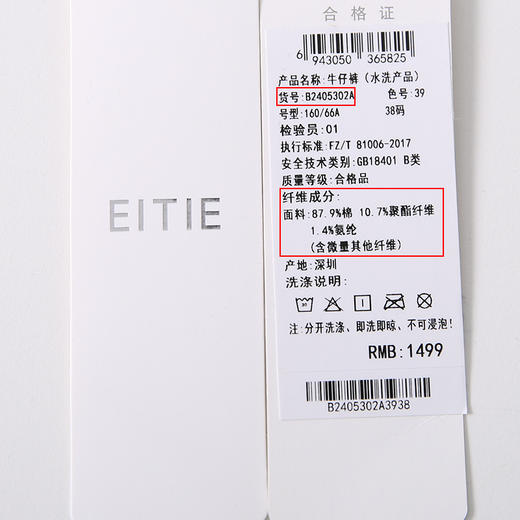 EITIE
合格证
6 943050 365825
产品名称:牛仔裤(水洗产品)
货号:B2405302A 色号:39
号型:160/66A 38码
检验员:01
执行标准:FZ/T 81006-2017
安全技术类别:GB18401 B类
质量等级:合格品
纤维成分:
面料:87.9%棉 10.7%聚酯纤维
1.4%氨纶
(含微量其他纤维)
产地:深圳
洗涤说明:
30
注:分开洗涤、即洗即晾、不可浸泡!
RMB:1499
B2405302A3938